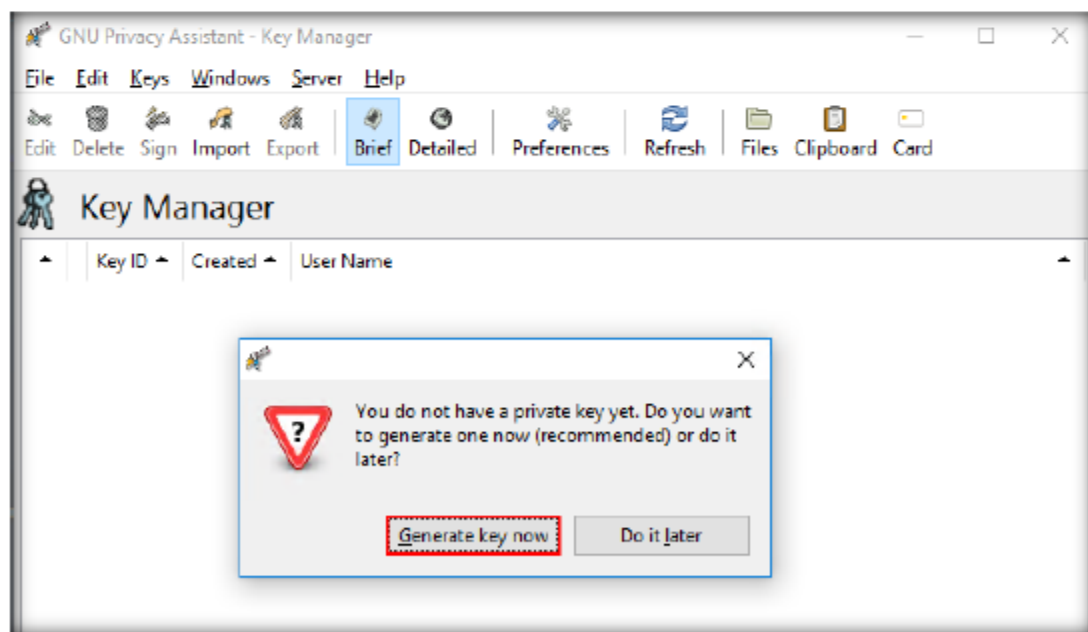 GNU Privacy Assistant - Key Manager
File Edit Keys Windows Server Help
Edit Delete Sign Import Export Brief Detailed Preferences Refresh Files Clipboard Card
Key Manager
Key ID Created User Name
?
You do not have a private key yet. Do you want
to generate one now (recommended) or do it
later?
Generate key now Do it later